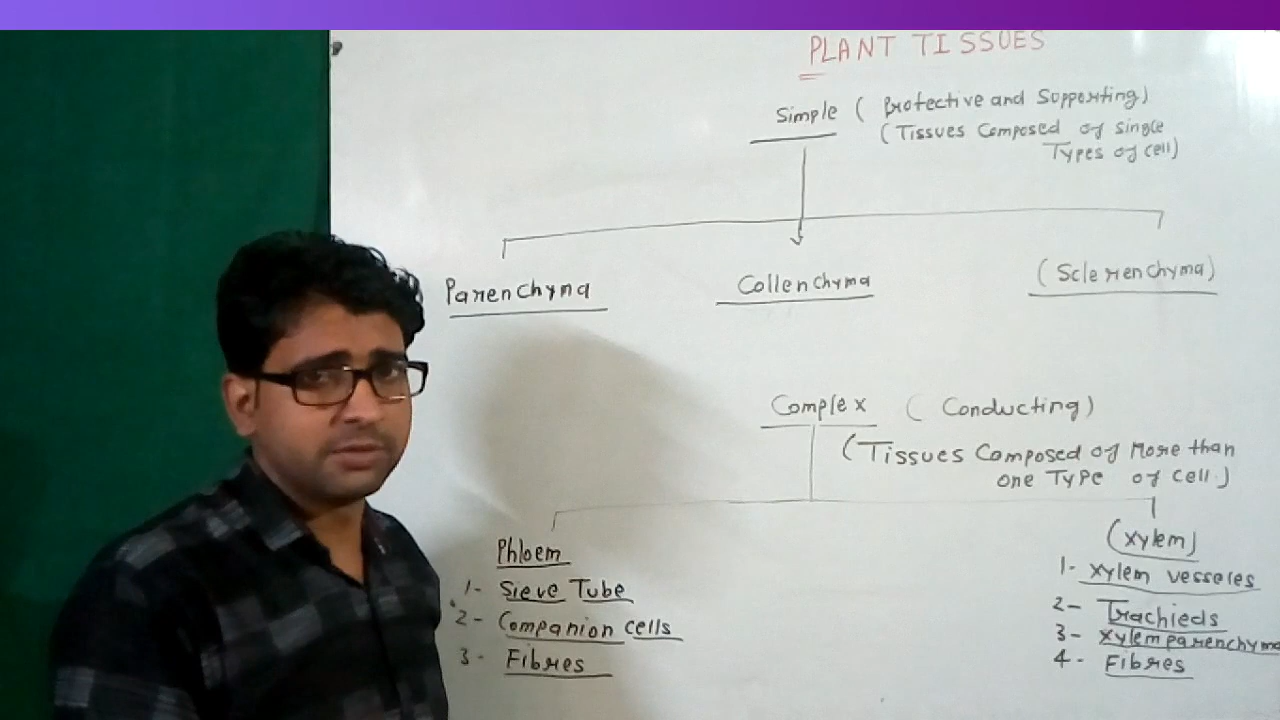 PLANT TISSUES
Simple ( Protective and Supporting)
(Tissues Composed of single
Types of cell)
Parenchyma
Collenchyma
(Sclerenchyma)
Complex ( Conducting)
(Tissues Composed of More than
one Type of cell)
Phloem
1- Sieve Tube
2- Companion cells
3- Fibres
(xylem)
1- xylem vesseles
2- Trachieds
3- xylem parenchyma
4- Fibres